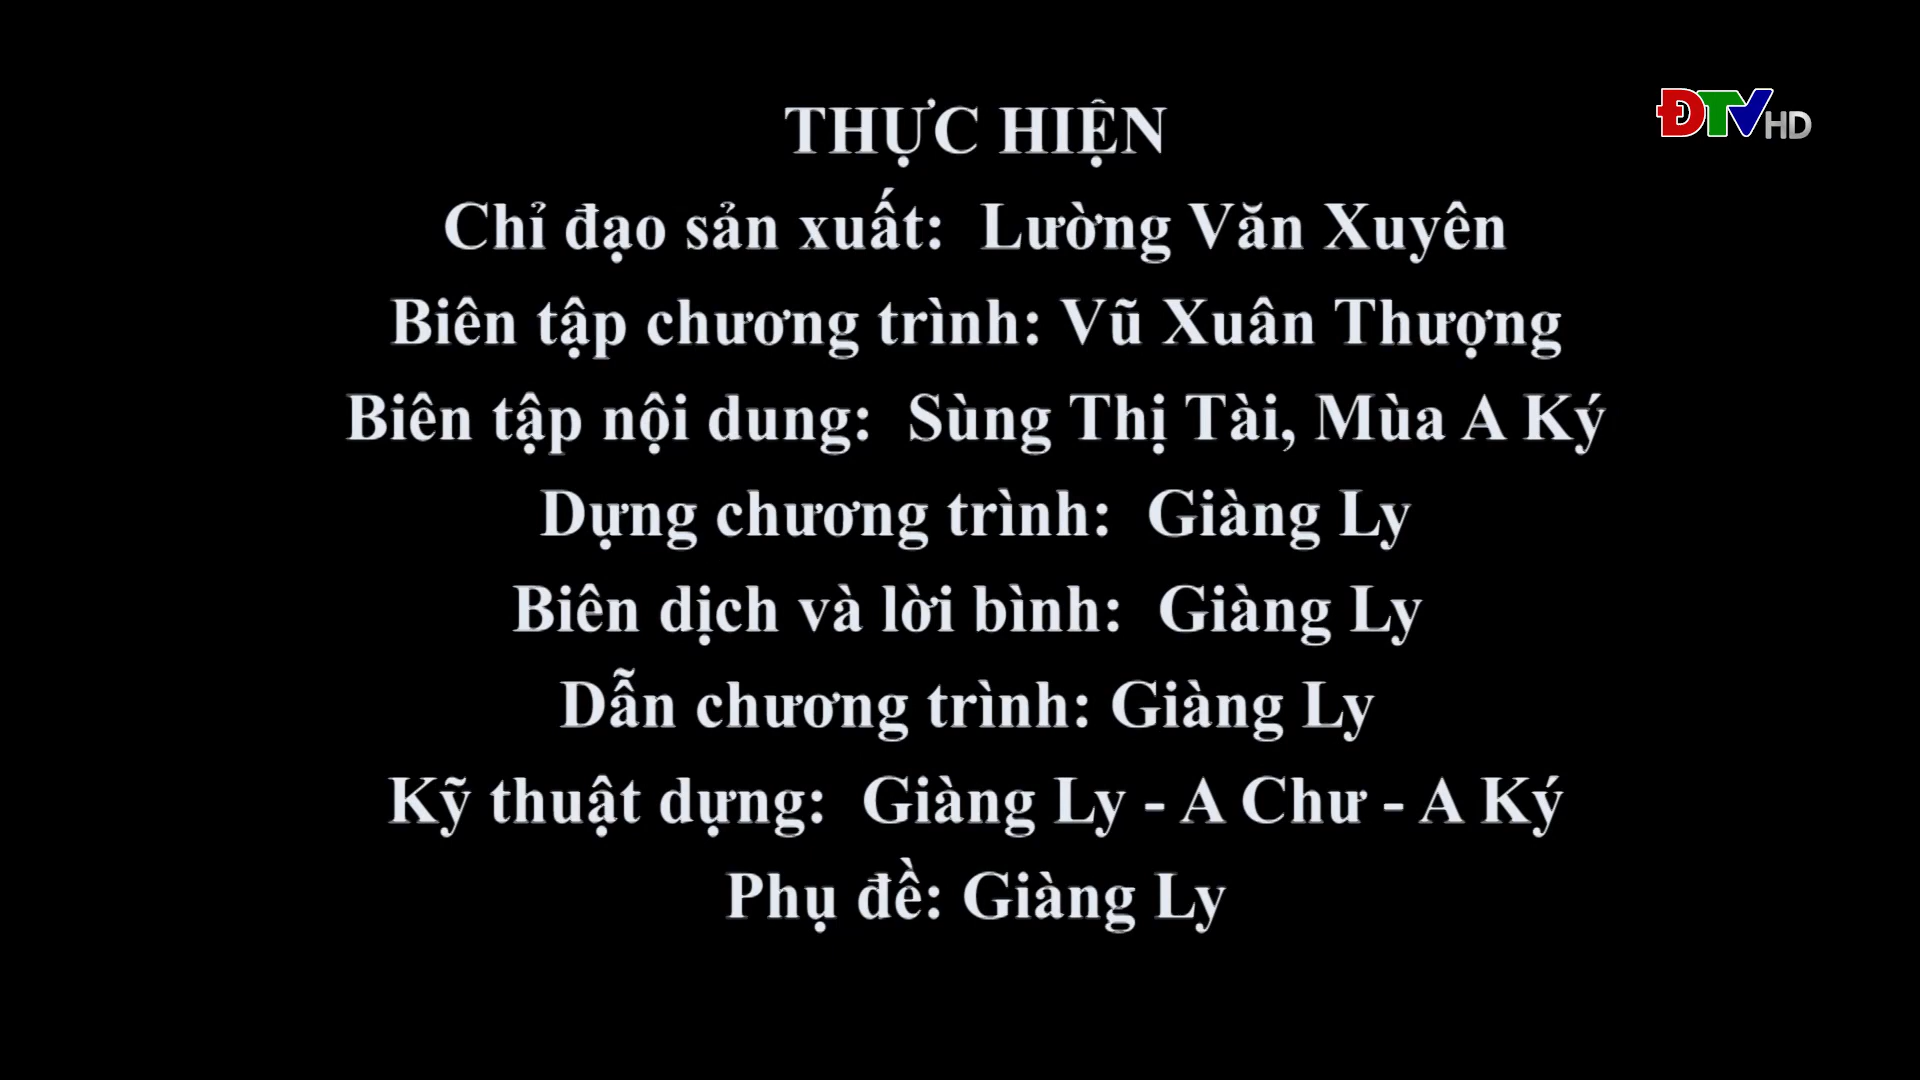 ĐTV HD
THỰC HIỆN
Chỉ đạo sản xuất: Lường Văn Xuyên
Biên tập chương trình: Vũ Xuân Thượng
Biên tập nội dung: Sùng Thị Tài, Mùa A Ký
Dựng chương trình: Giàng Ly
Biên dịch và lời bình: Giàng Ly
Dẫn chương trình: Giàng Ly
Kỹ thuật dựng: Giàng Ly - A Chư - A Ký
Phụ đề: Giàng Ly